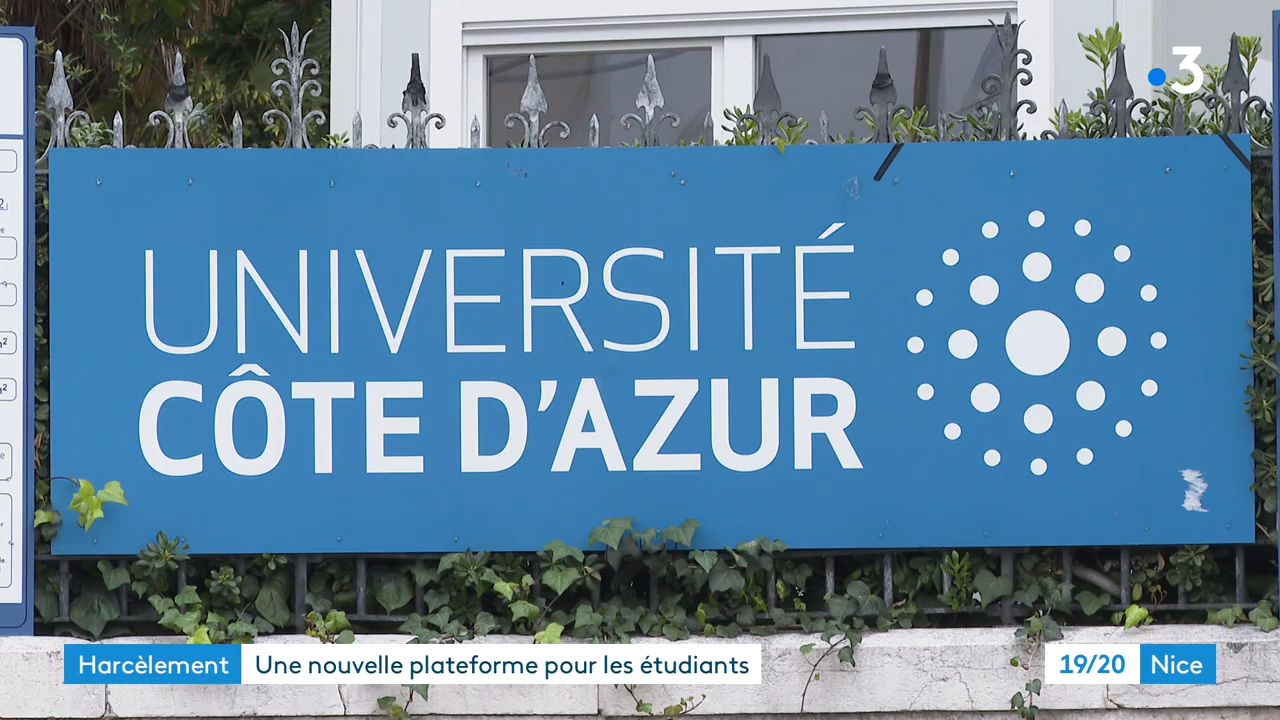 3
UNIVERSITÉ
CÔTE D'AZUR
Harcèlement Une nouvelle plateforme pour les étudiants
19/20 Nice